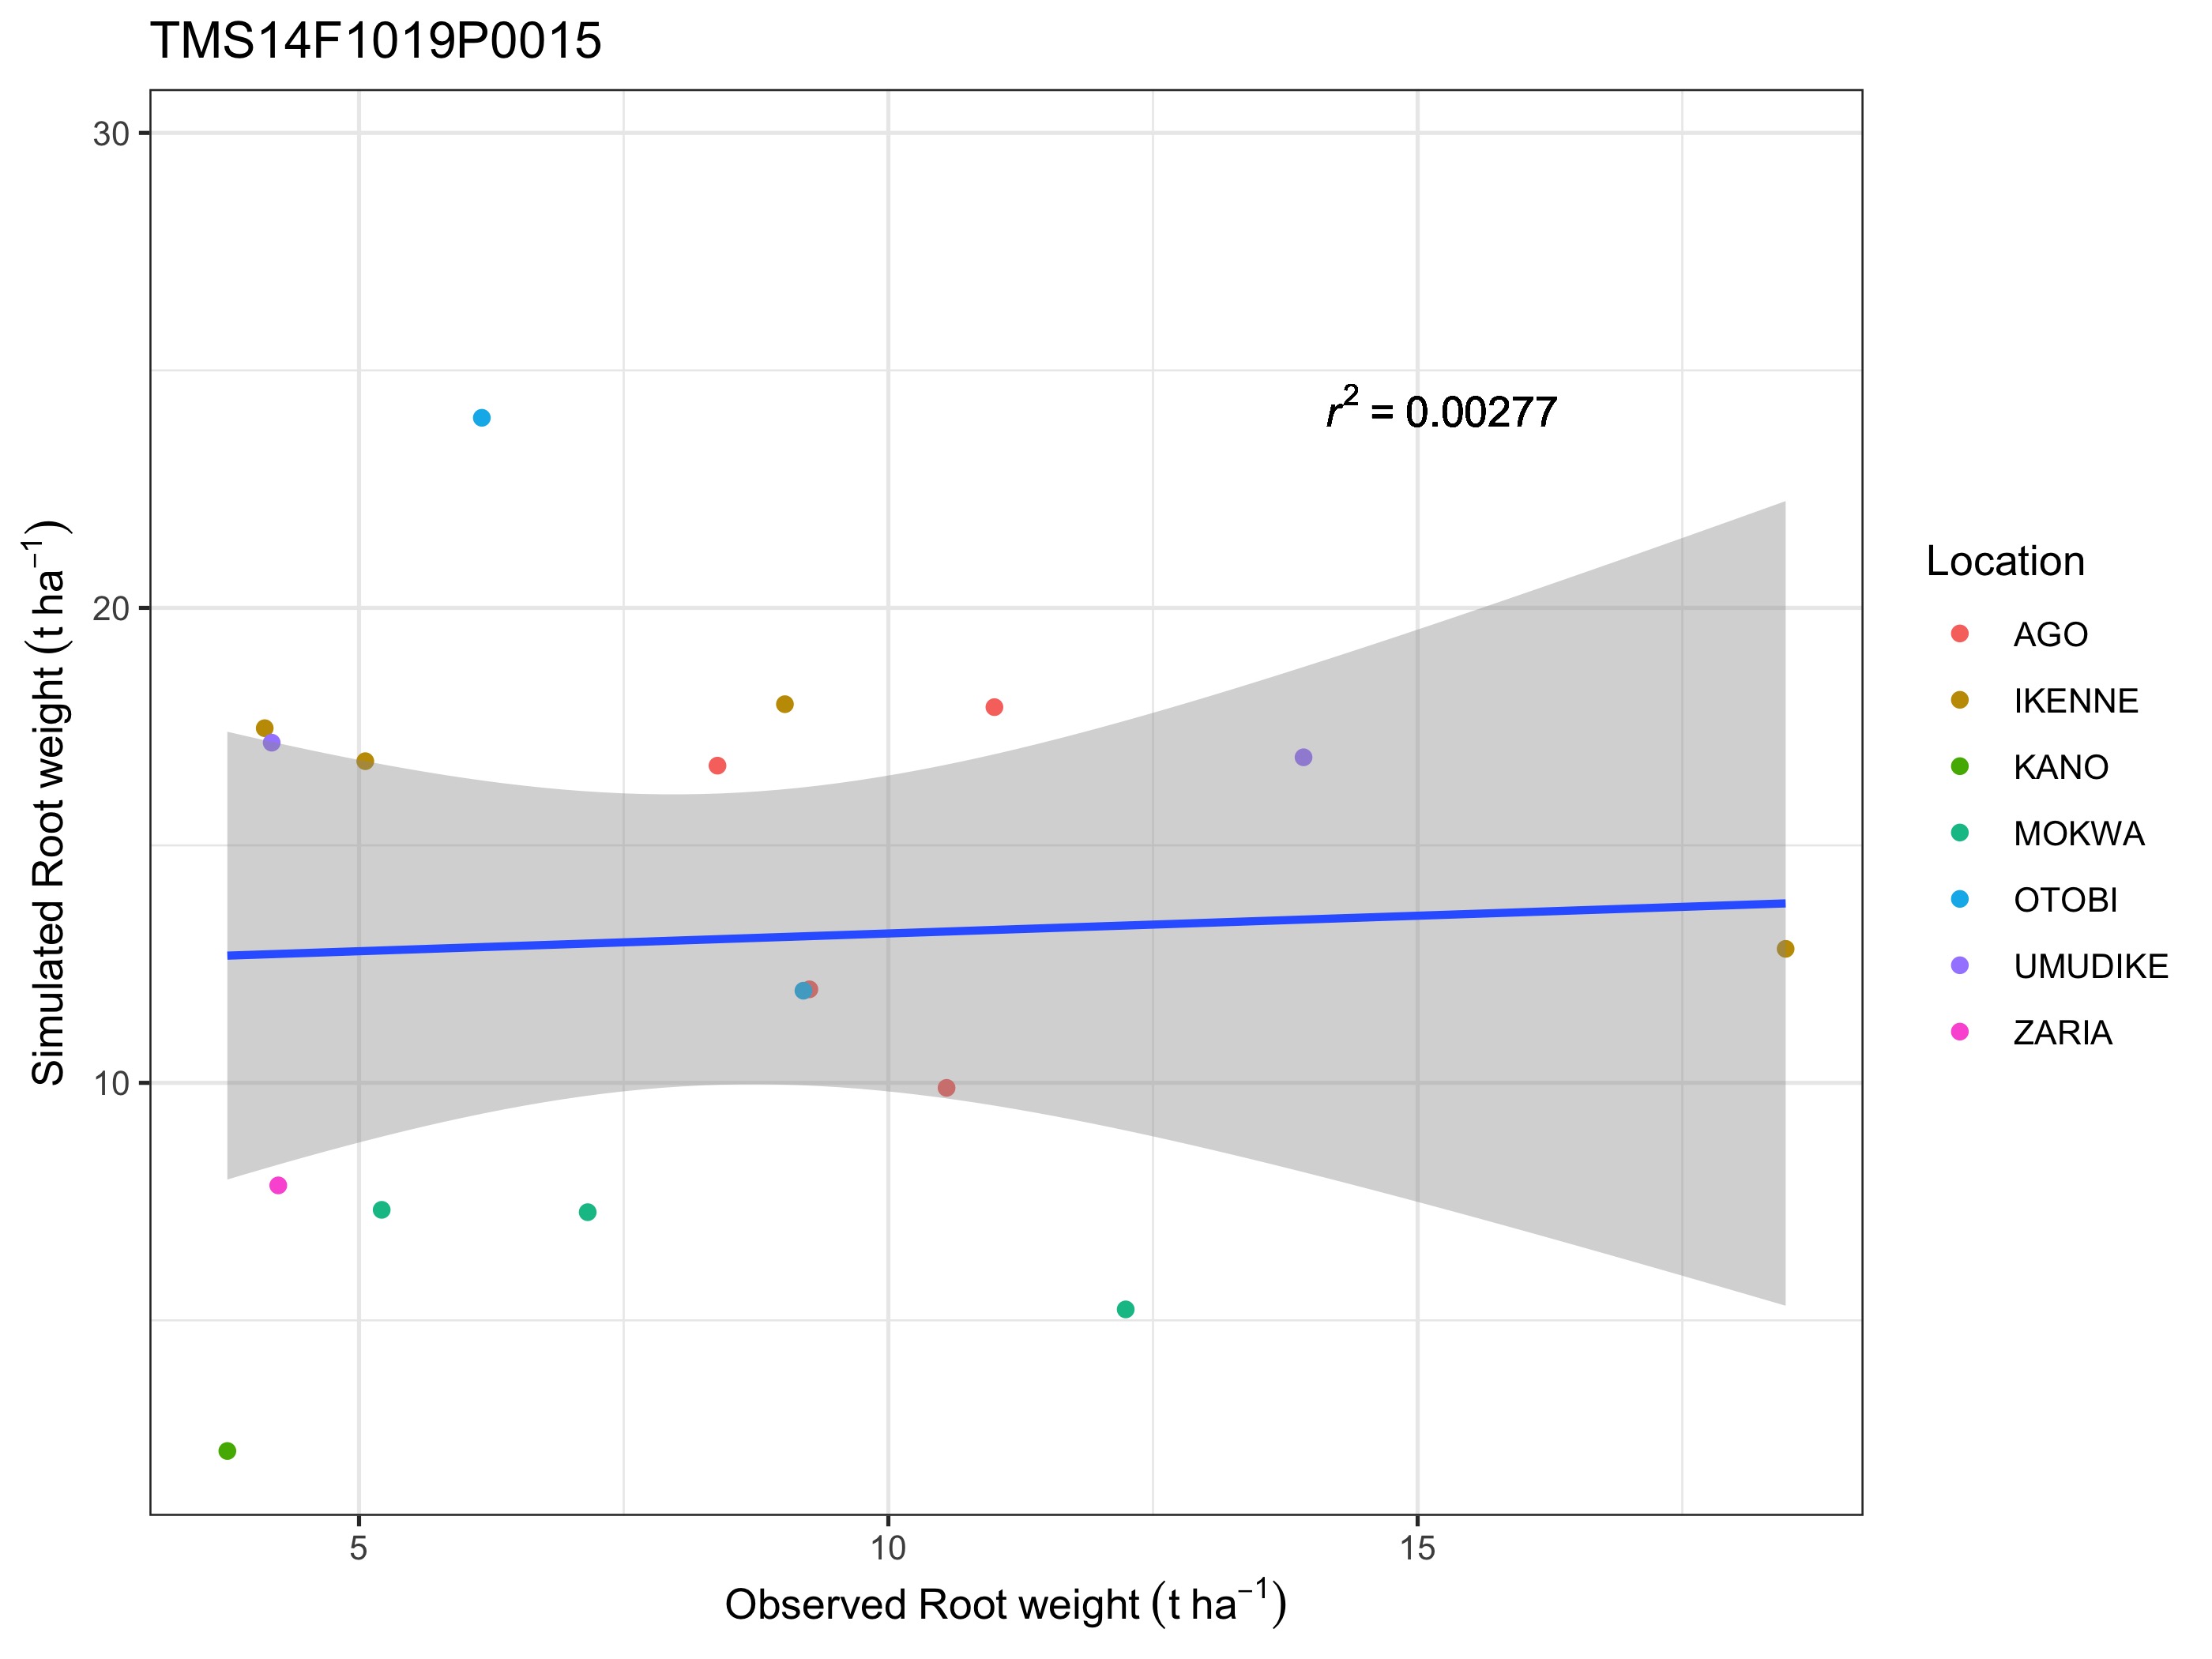 TMS14F1019P0015
30
20
10
Simulated Root weight (t ha⁻¹)
r² = 0.00277
5
10
15
Observed Root weight (t ha⁻¹)
Location
AGO
IKENNE
KANO
MOKWA
OTOBI
UMUDIKE
ZARIA